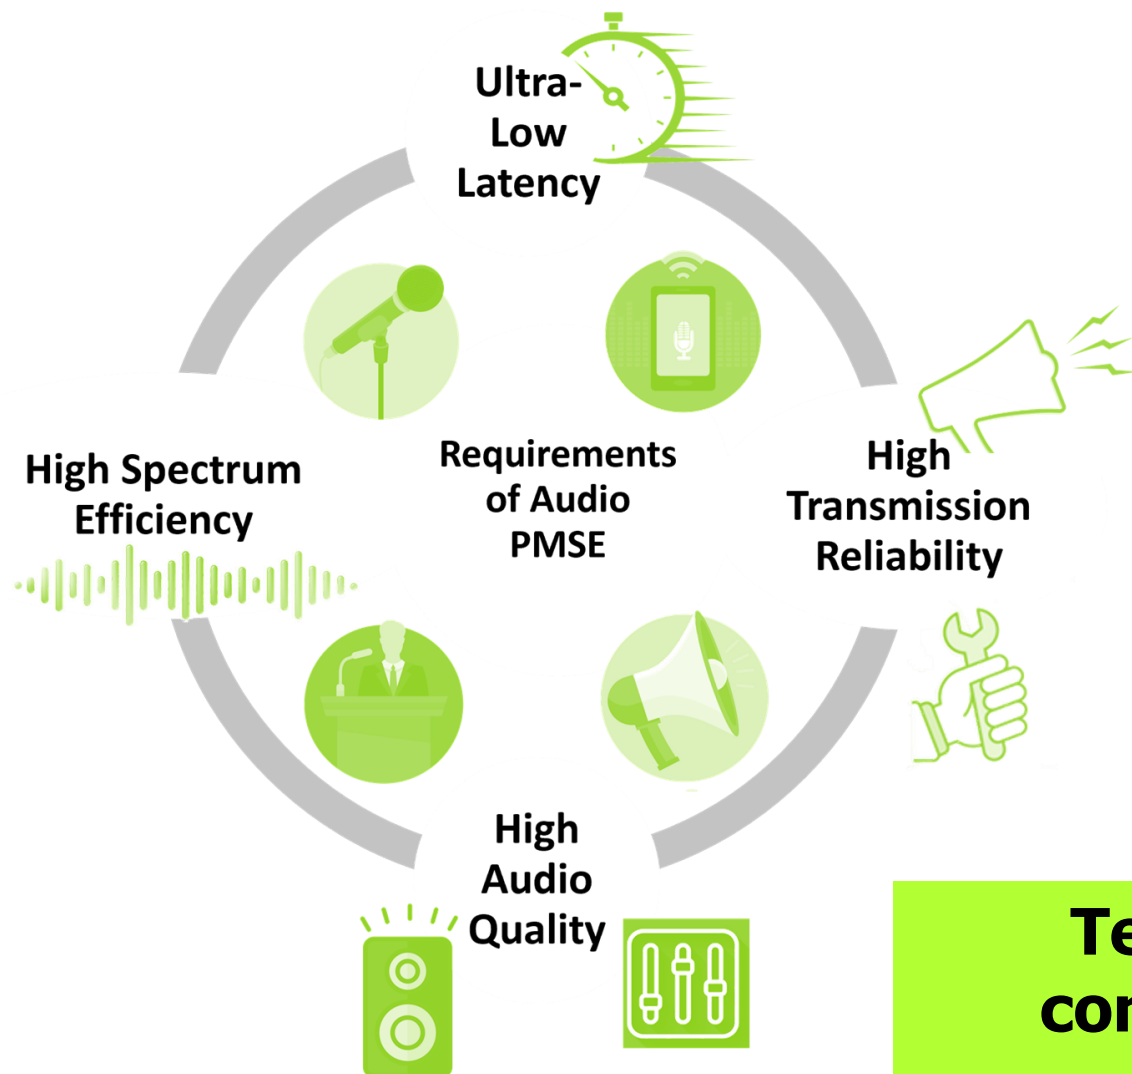 Ultra-
Low
Latency
High Spectrum
Efficiency
Requirements
of Audio
PMSE
High
Transmission
Reliability
High
Audio
Quality